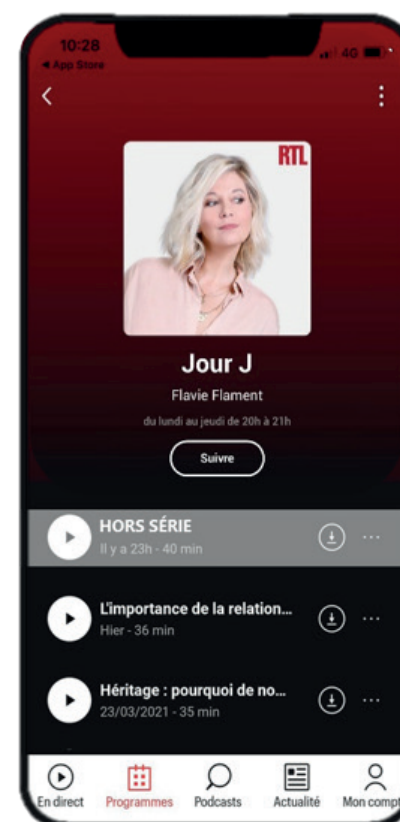 10:28
4G
◀ App Store
RTL
Jour J
Flavie Flament
du lundi au jeudi de 20h à 21h
Suivre
HORS SÉRIE
Il y a 23h - 40 min
L'importance de la relation...
Hier - 36 min
Héritage : pourquoi de no...
23/03/2021 - 35 min
En direct Programmes Podcasts Actualité Mon compt